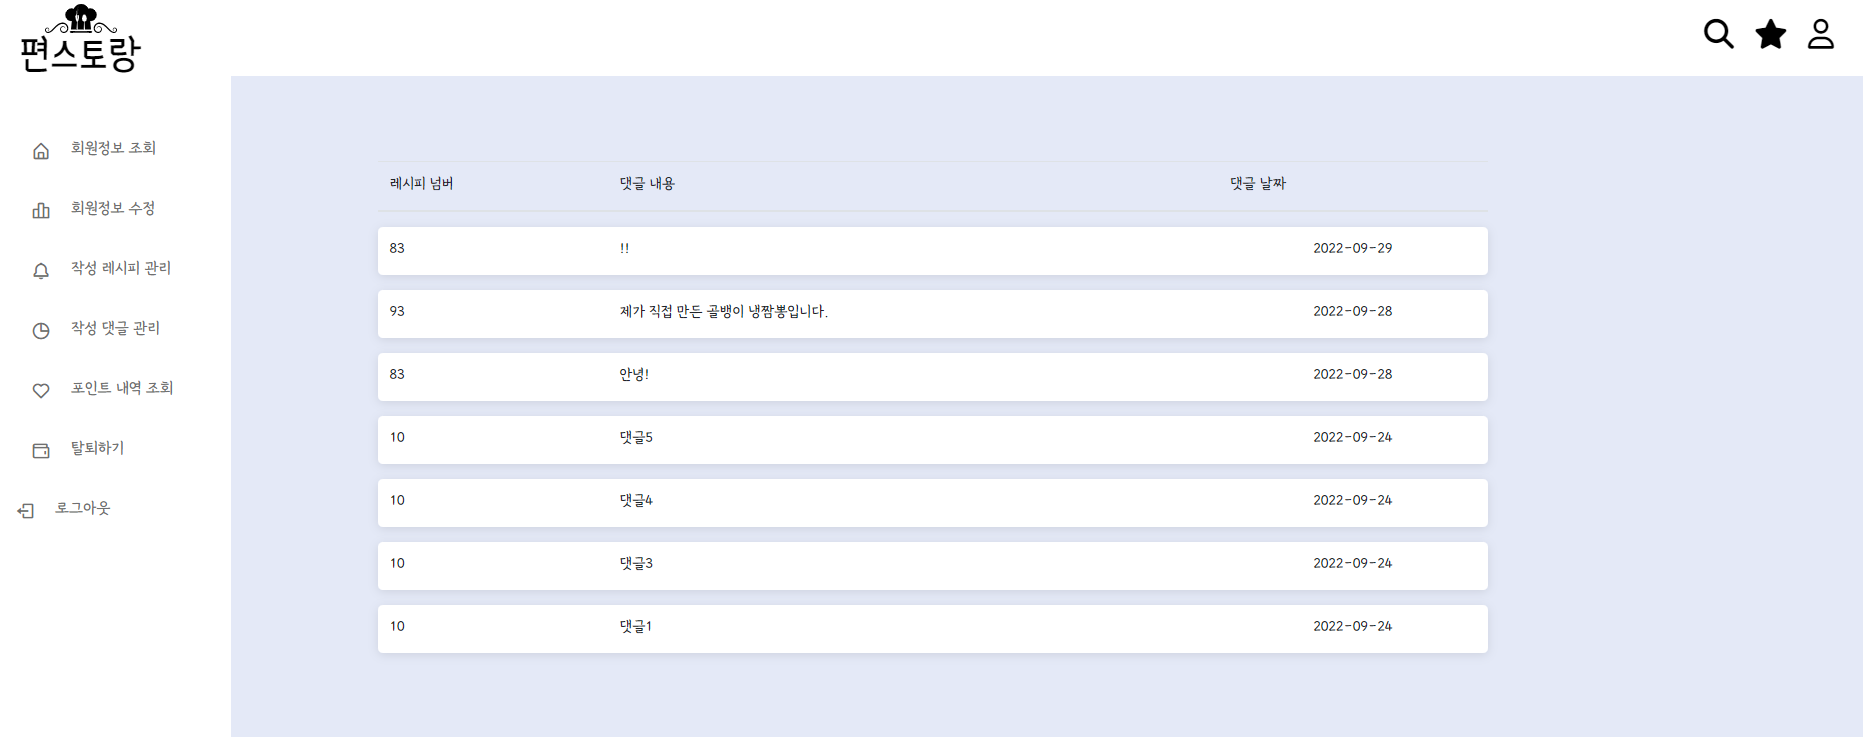 편스토랑
회원정보 조회
회원정보 수정
작성 레시피 관리
작성 댓글 관리
포인트 내역 조회
탈퇴하기
로그아웃
레시피 넘버 댓글 내용 댓글 날짜
83 !! 2022-09-29
93 제가 직접 만든 골뱅이 냉짬뽕입니다. 2022-09-28
83 안녕! 2022-09-28
10 댓글5 2022-09-24
10 댓글4 2022-09-24
10 댓글3 2022-09-24
10 댓글1 2022-09-24